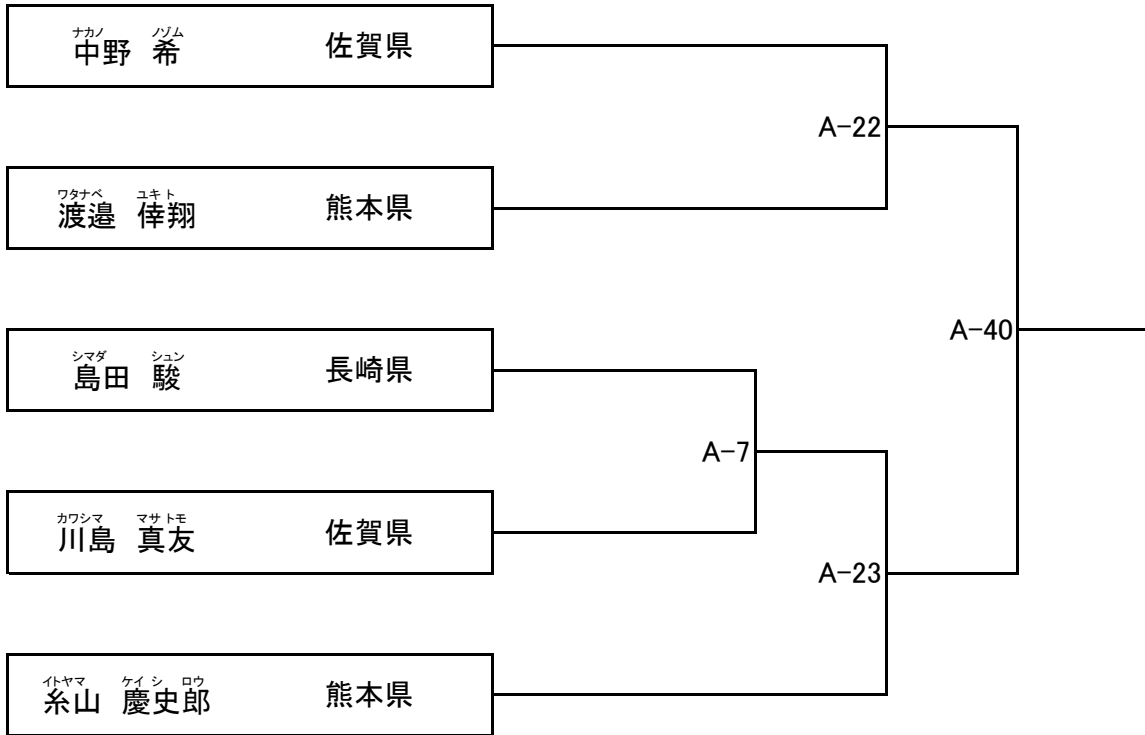 ナカノ ノゾム
中野 希 佐賀県
A-22
ワタナベ ユキト
渡邉 倖翔 熊本県
A-40
シマダ シュン
島田 駿 長崎県
A-7
カワシマ マサトモ
川島 真友 佐賀県
A-23
イトヤマ ケイシロウ
糸山 慶史郎 熊本県